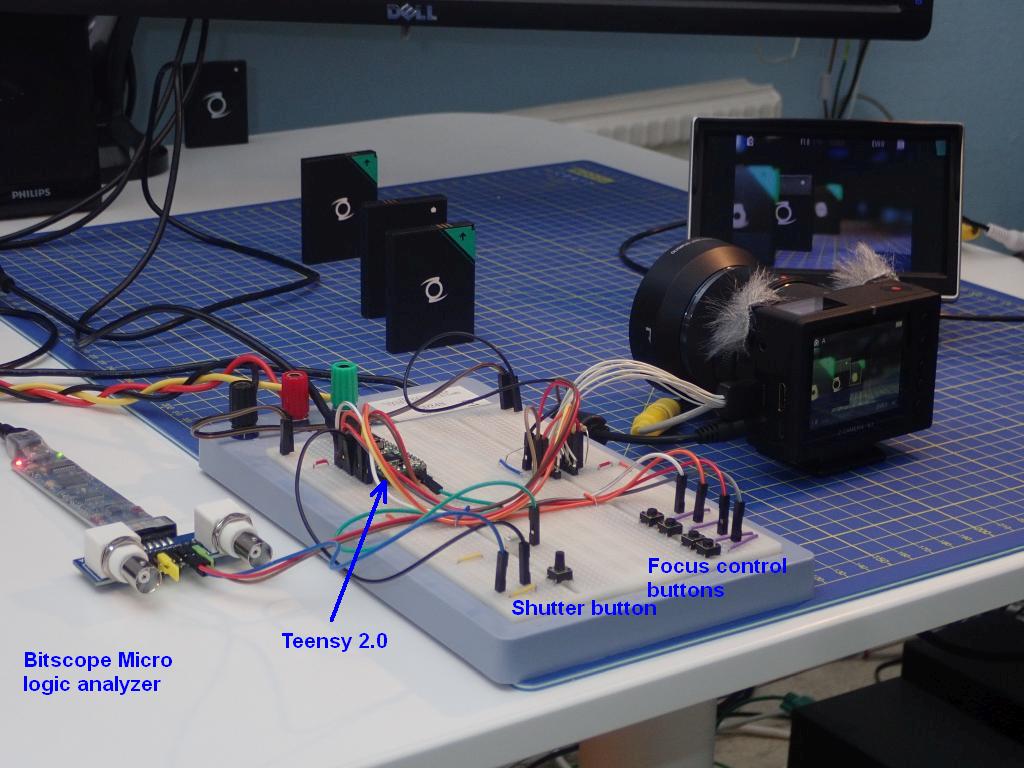 DELL
PHILIPS
Shutter button
Focus control
buttons
Teensy 2.0
Bitscope Micro
logic analyzer